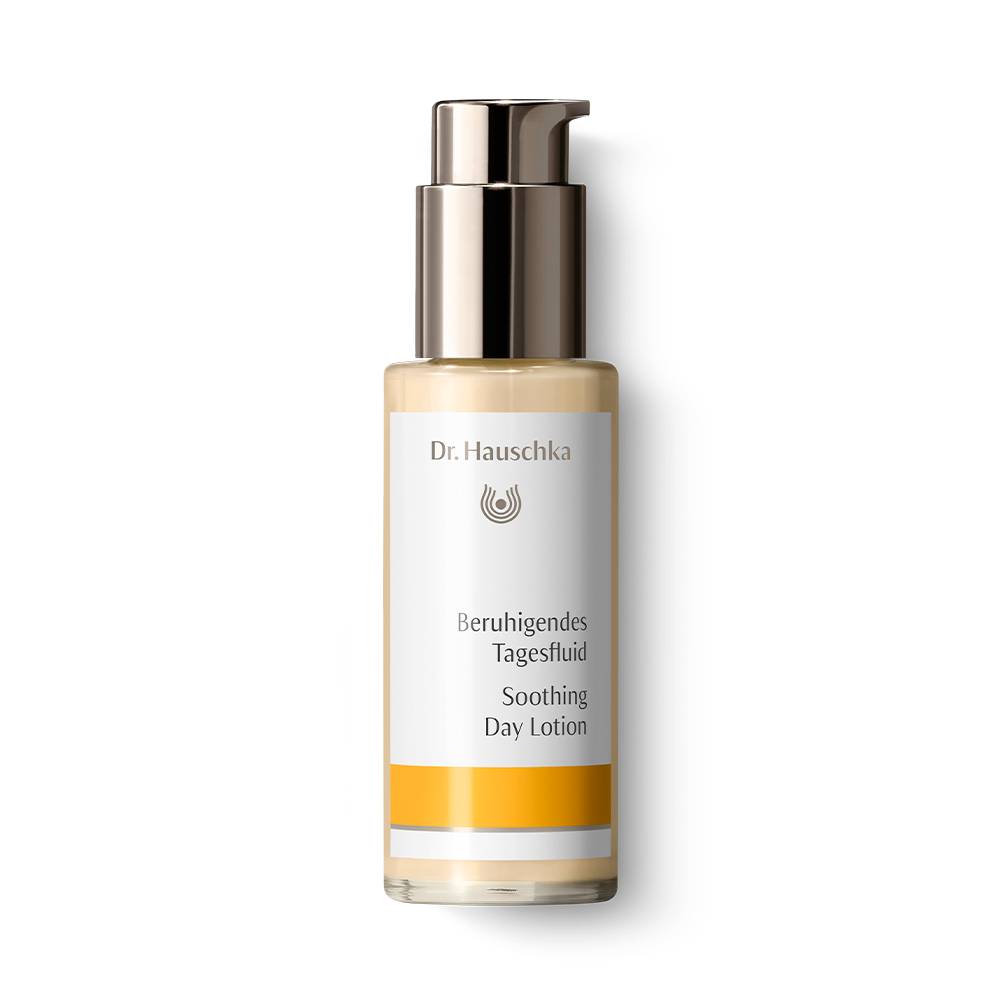 Dr. Hauschka
Beruhigendes
Tagesfluid
Soothing
Day Lotion